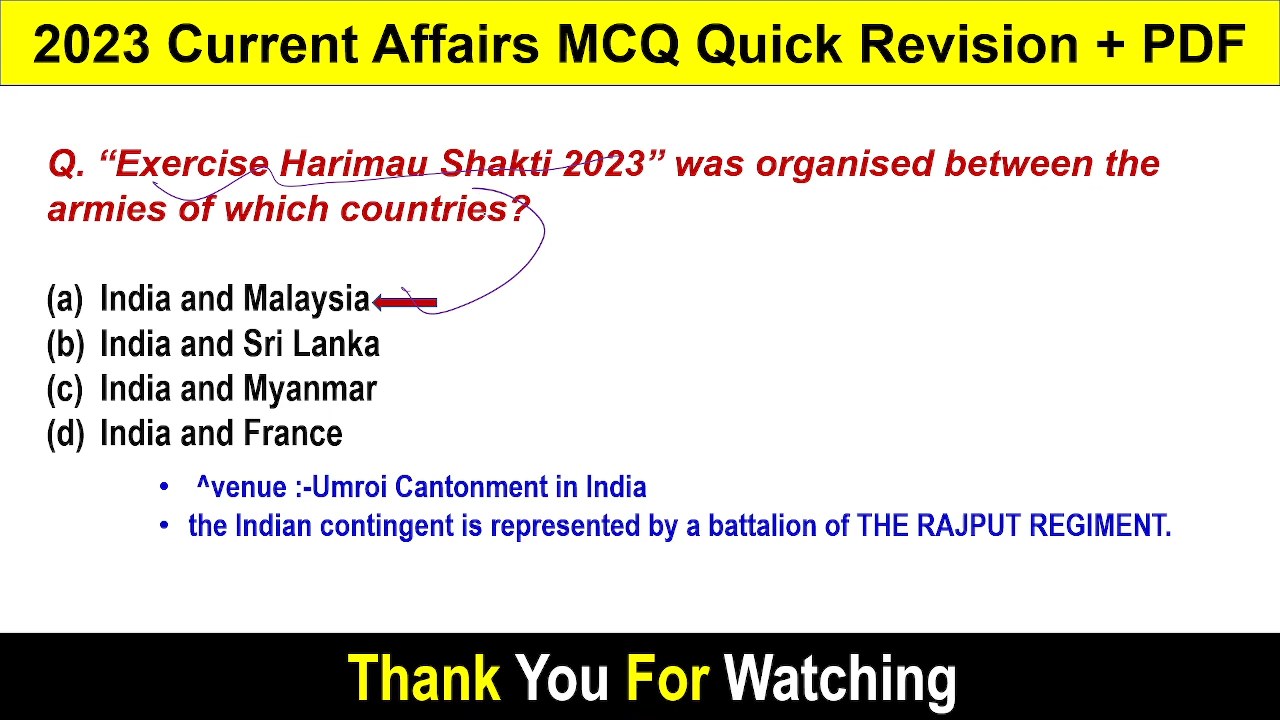 2023 Current Affairs MCQ Quick Revision + PDF
Q. “Exercise Harimau Shakti 2023” was organised between the
armies of which countries?
(a) India and Malaysia
(b) India and Sri Lanka
(c) India and Myanmar
(d) India and France
• ^venue :-Umroi Cantonment in India
• the Indian contingent is represented by a battalion of THE RAJPUT REGIMENT.
Thank You For Watching